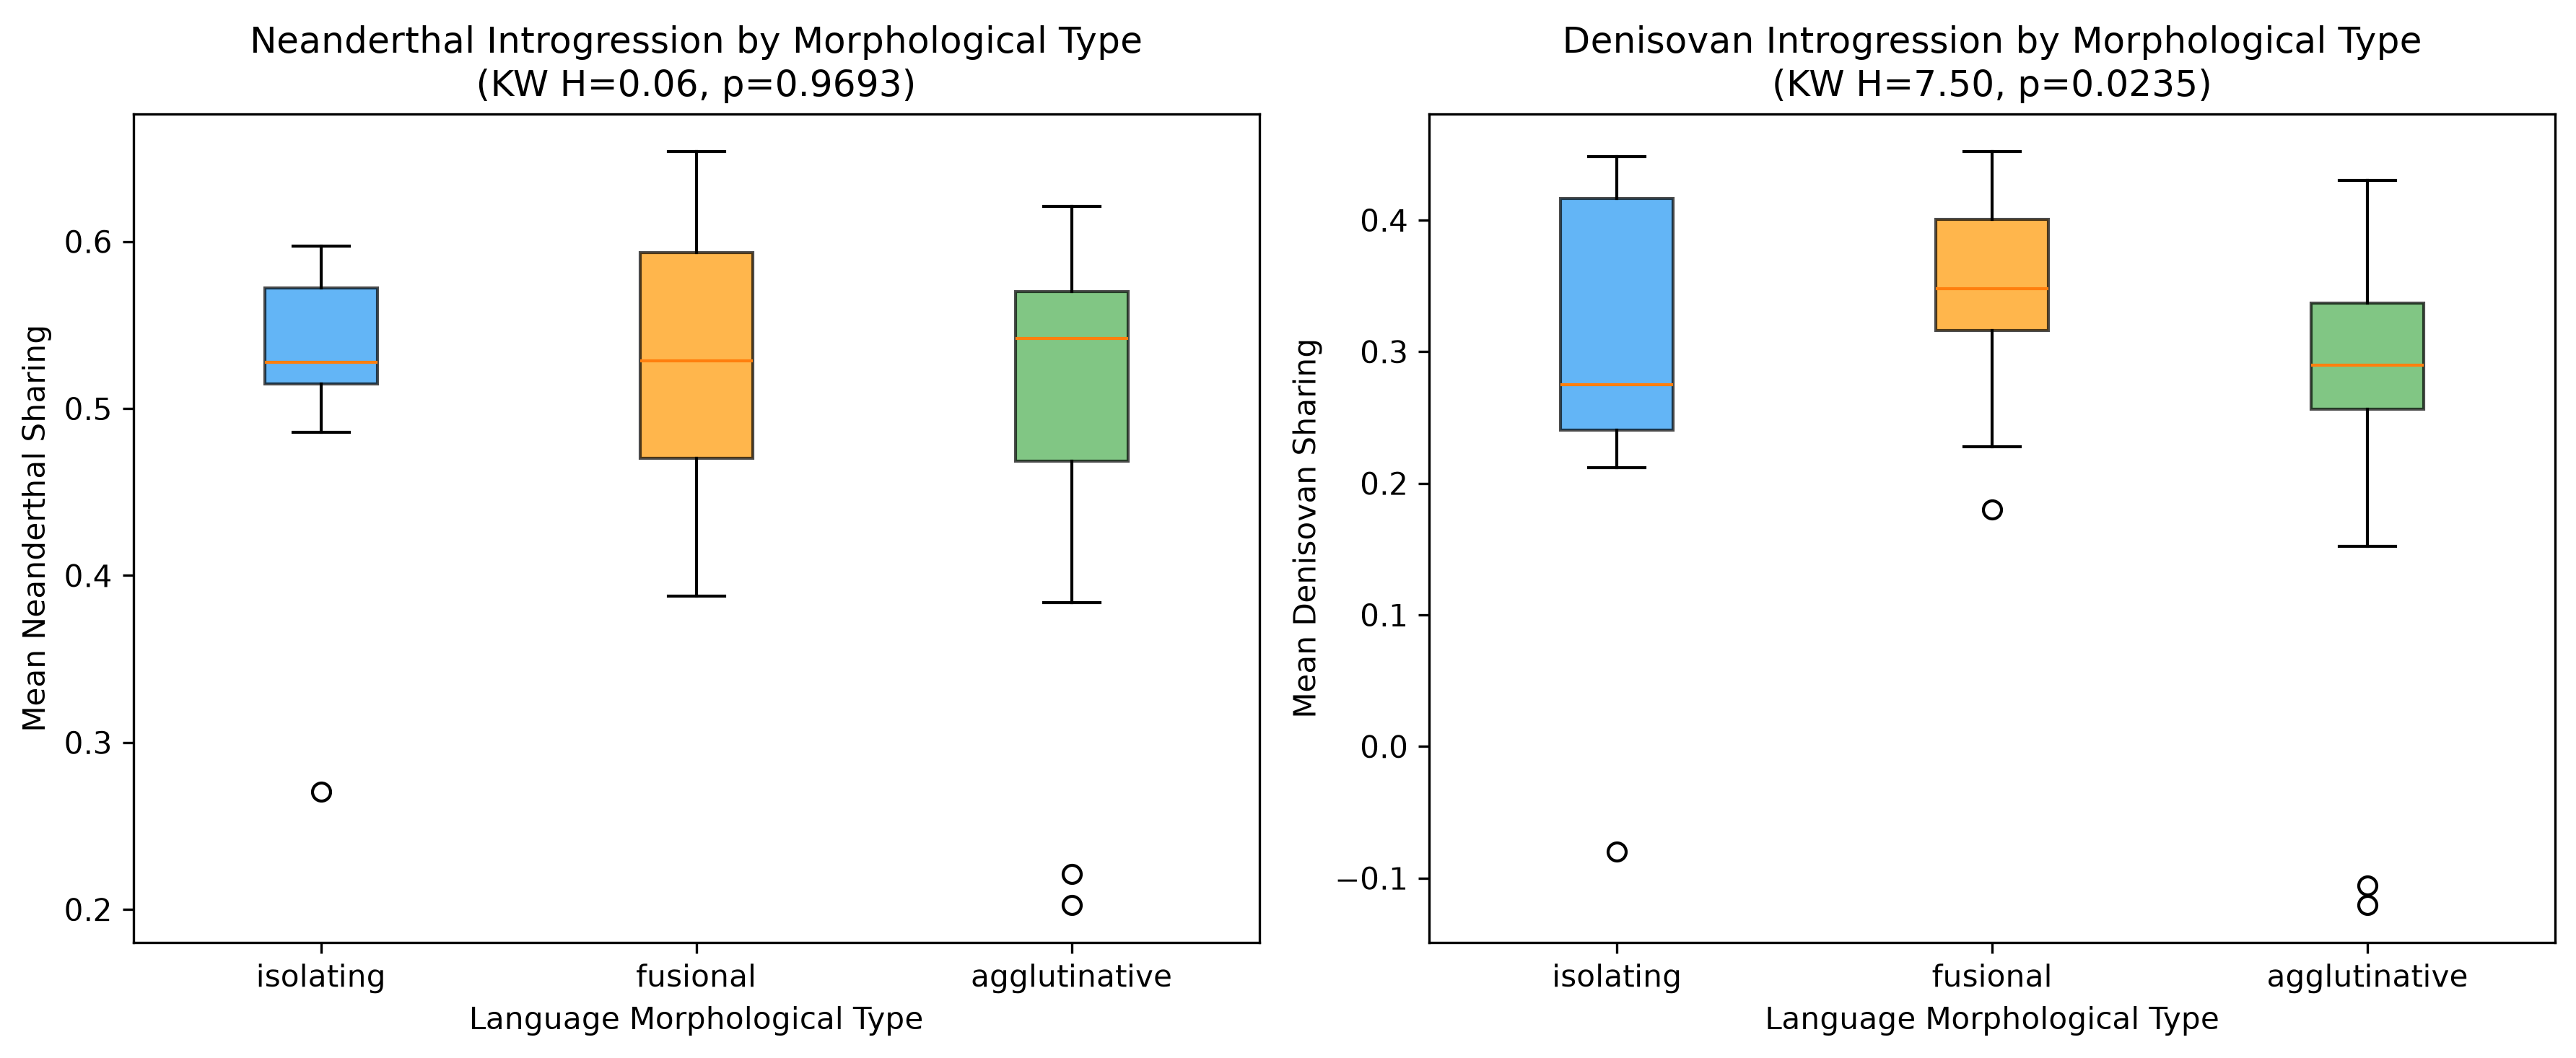 Neanderthal Introgression by Morphological Type
(KW H=0.06, p=0.9693)
Mean Neanderthal Sharing
0.6
0.5
0.4
0.3
0.2
isolating
fusional
agglutinative
Language Morphological Type
Denisovan Introgression by Morphological Type
(KW H=7.50, p=0.0235)
Mean Denisovan Sharing
0.4
0.3
0.2
0.1
0.0
−0.1
isolating
fusional
agglutinative
Language Morphological Type